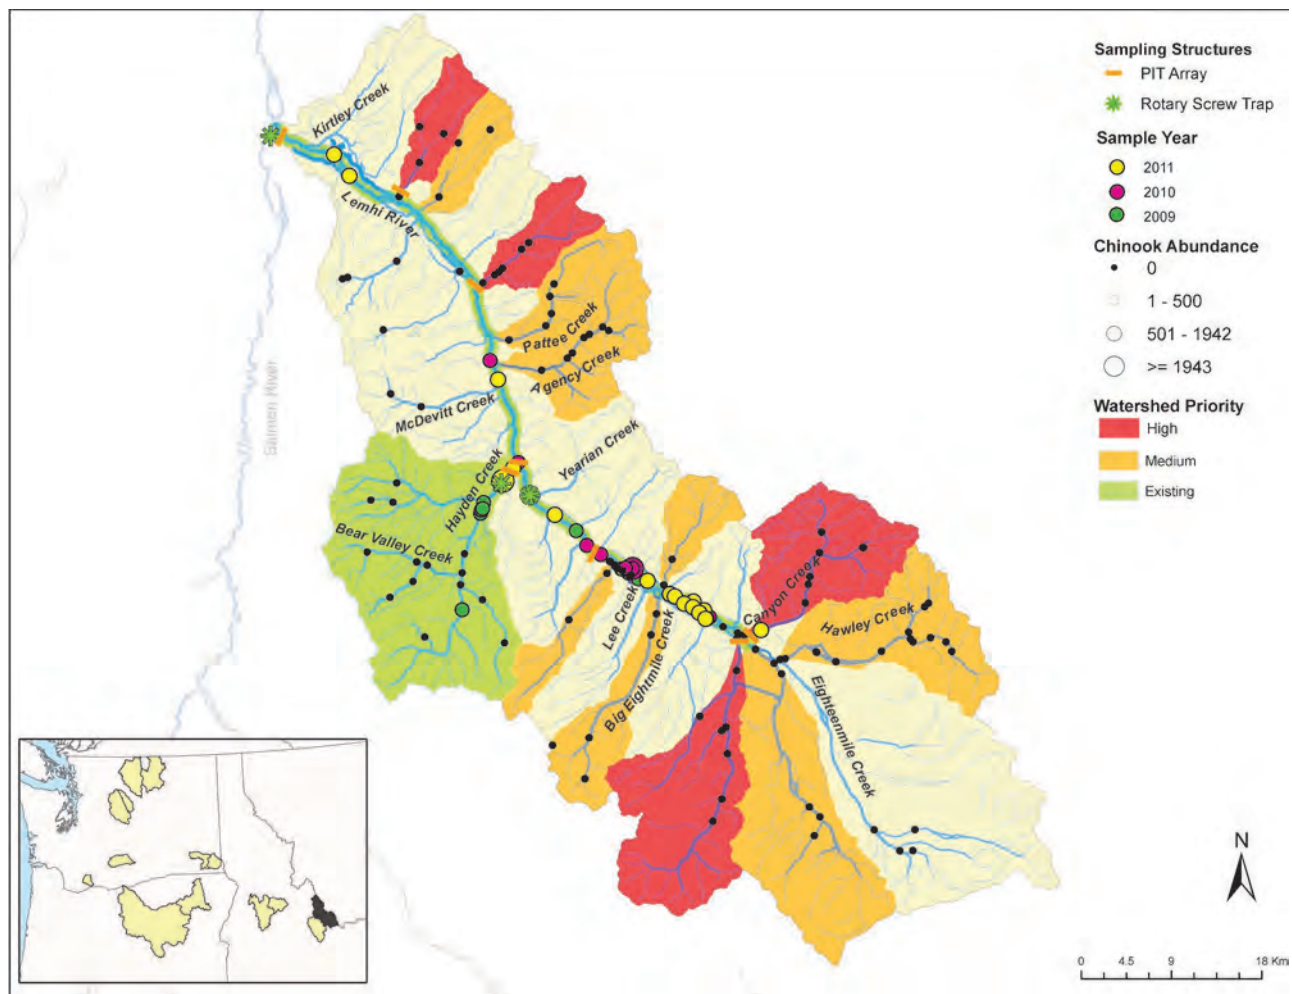 Sampling Structures
PIT Array
Rotary Screw Trap
Sample Year
2011
2010
2009
Chinook Abundance
0
1 - 500
501 - 1942
>= 1943
Watershed Priority
High
Medium
Existing
Kirtley Creek
Lemhi River
Salmon River
Pattee Creek
Agency Creek
McDevitt Creek
Hayden Creek
Yearian Creek
Bear Valley Creek
Lee Creek
Big Eightmile Creek
Canyon Creek
Hawley Creek
Eighteenmile Creek
N
0 4.5 9 18 Km